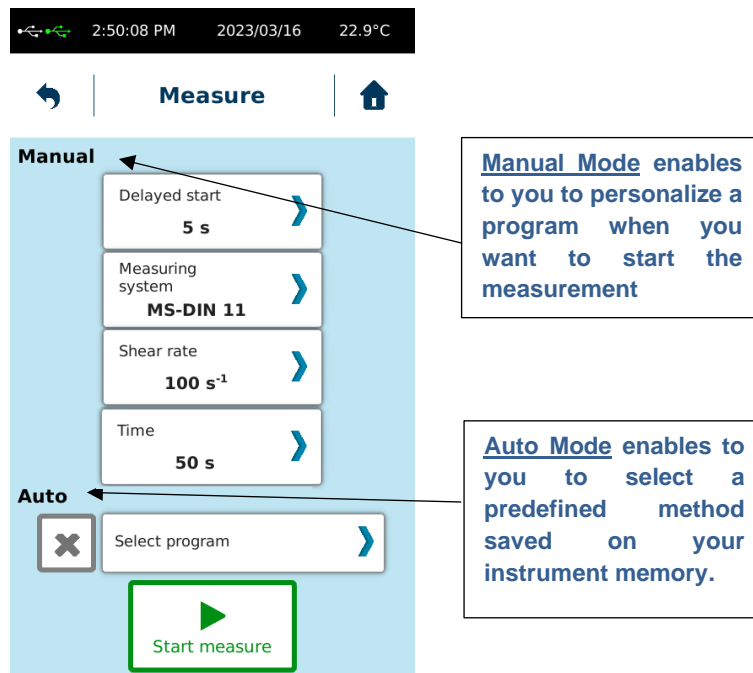 2:50:08 PM 2023/03/16 22.9°C
Measure
Manual
Delayed start
5 s
Measuring
system
MS-DIN 11
Shear rate
100 s⁻¹
Time
50 s
Auto
Select program
Start measure
Manual Mode enables
to you to personalize a
program when you
want to start the
measurement
Auto Mode enables to
you to select a
predefined method
saved on your
instrument memory.